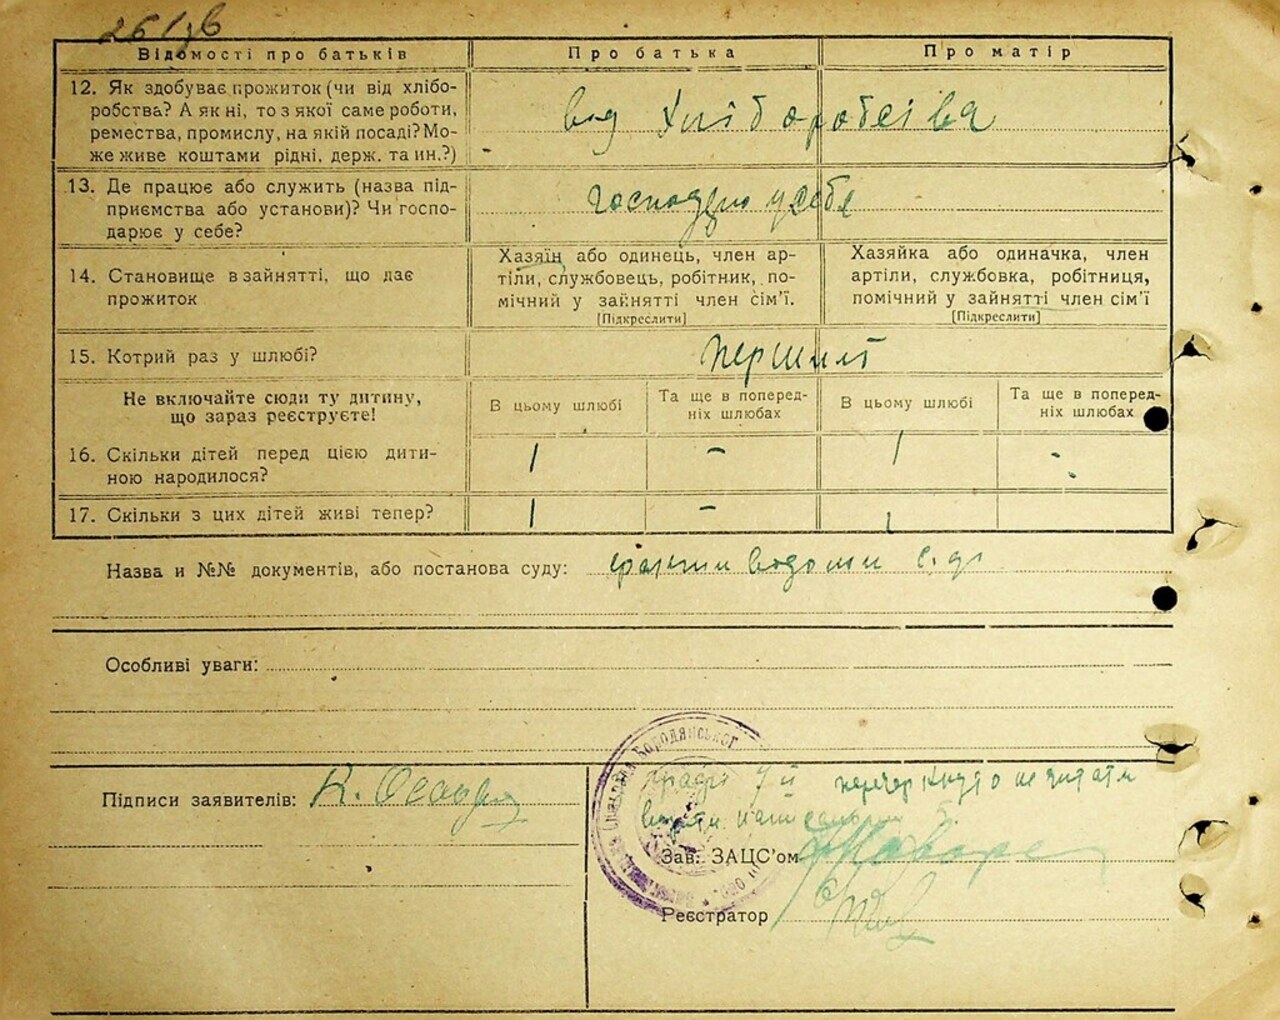 Відомості про батьків
Про батька
Про матір
12. Як здобуває прожиток (чи від хлібо-
робства? А як ні, то з якої саме роботи,
ремества, промислу, на якій посаді? Мо-
же живе коштами рідні, держ. та ин.?)
від хліборобства
13. Де працює або служить (назва під-
приємства або установи)? Чи госпо-
дарює у себе?
у себе
14. Становище в зайнятті, що дає
прожиток
Хазяїн або одинець, член ар-
тіли, службовець, робітник, по-
мічний у зайнятті член сім'ї.
[Підкреслити]
Хазяйка або одиначка, член
артіли, службовка, робітниця,
помічний у зайнятті член сім'ї
[Підкреслити]
15. Котрий раз у шлюбі?
перший
Не включайте сюди ту дитину,
що зараз реєструєте!
В цьому шлюбі
Та ще в поперед-
ніх шлюбах
В цьому шлюбі
Та ще в поперед-
ніх шлюбах
16. Скільки дітей перед цією дити-
ною народилося?
1 - 1 -
17. Скільки з цих дітей живі тепер?
1 - 1
Назва и №№ документів, або постанова суду:
Особливі уваги:
Підписи заявителів: К.
Бородянськог
графі 7й
Зав. ЗАЦС'ом
Реєстратор